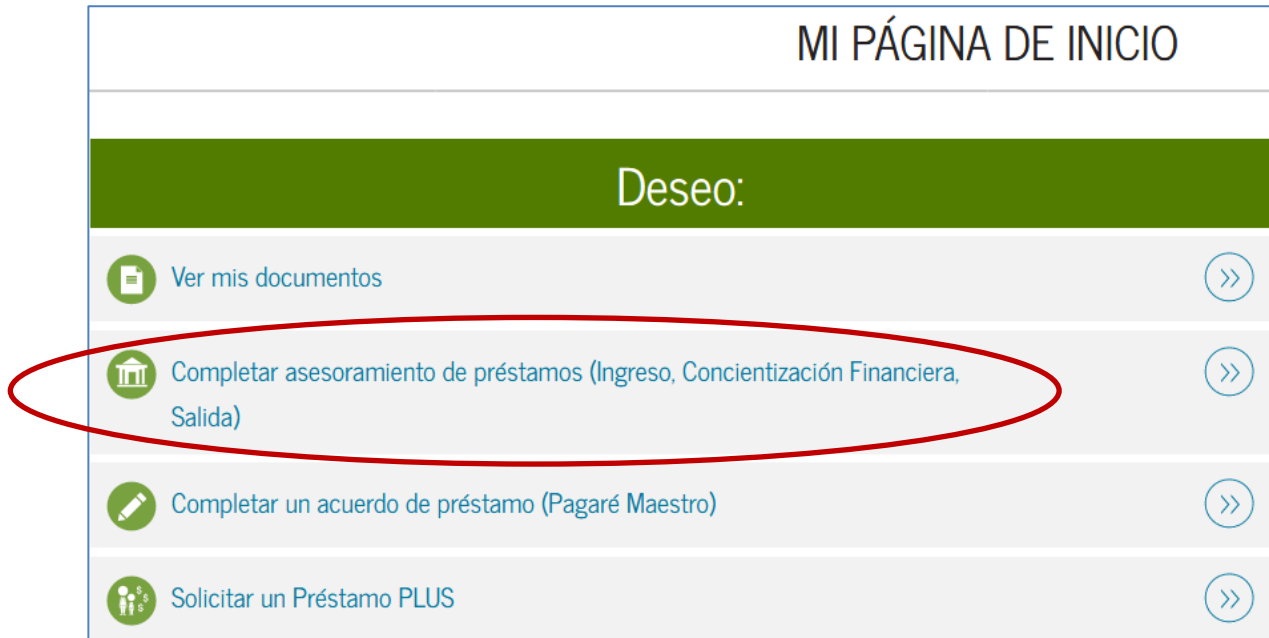 MI PÁGINA DE INICIO
Deseo:
Ver mis documentos
Completar asesoramiento de préstamos (Ingreso, Concientización Financiera,
Salida)
Completar un acuerdo de préstamo (Pagaré Maestro)
Solicitar un Préstamo PLUS